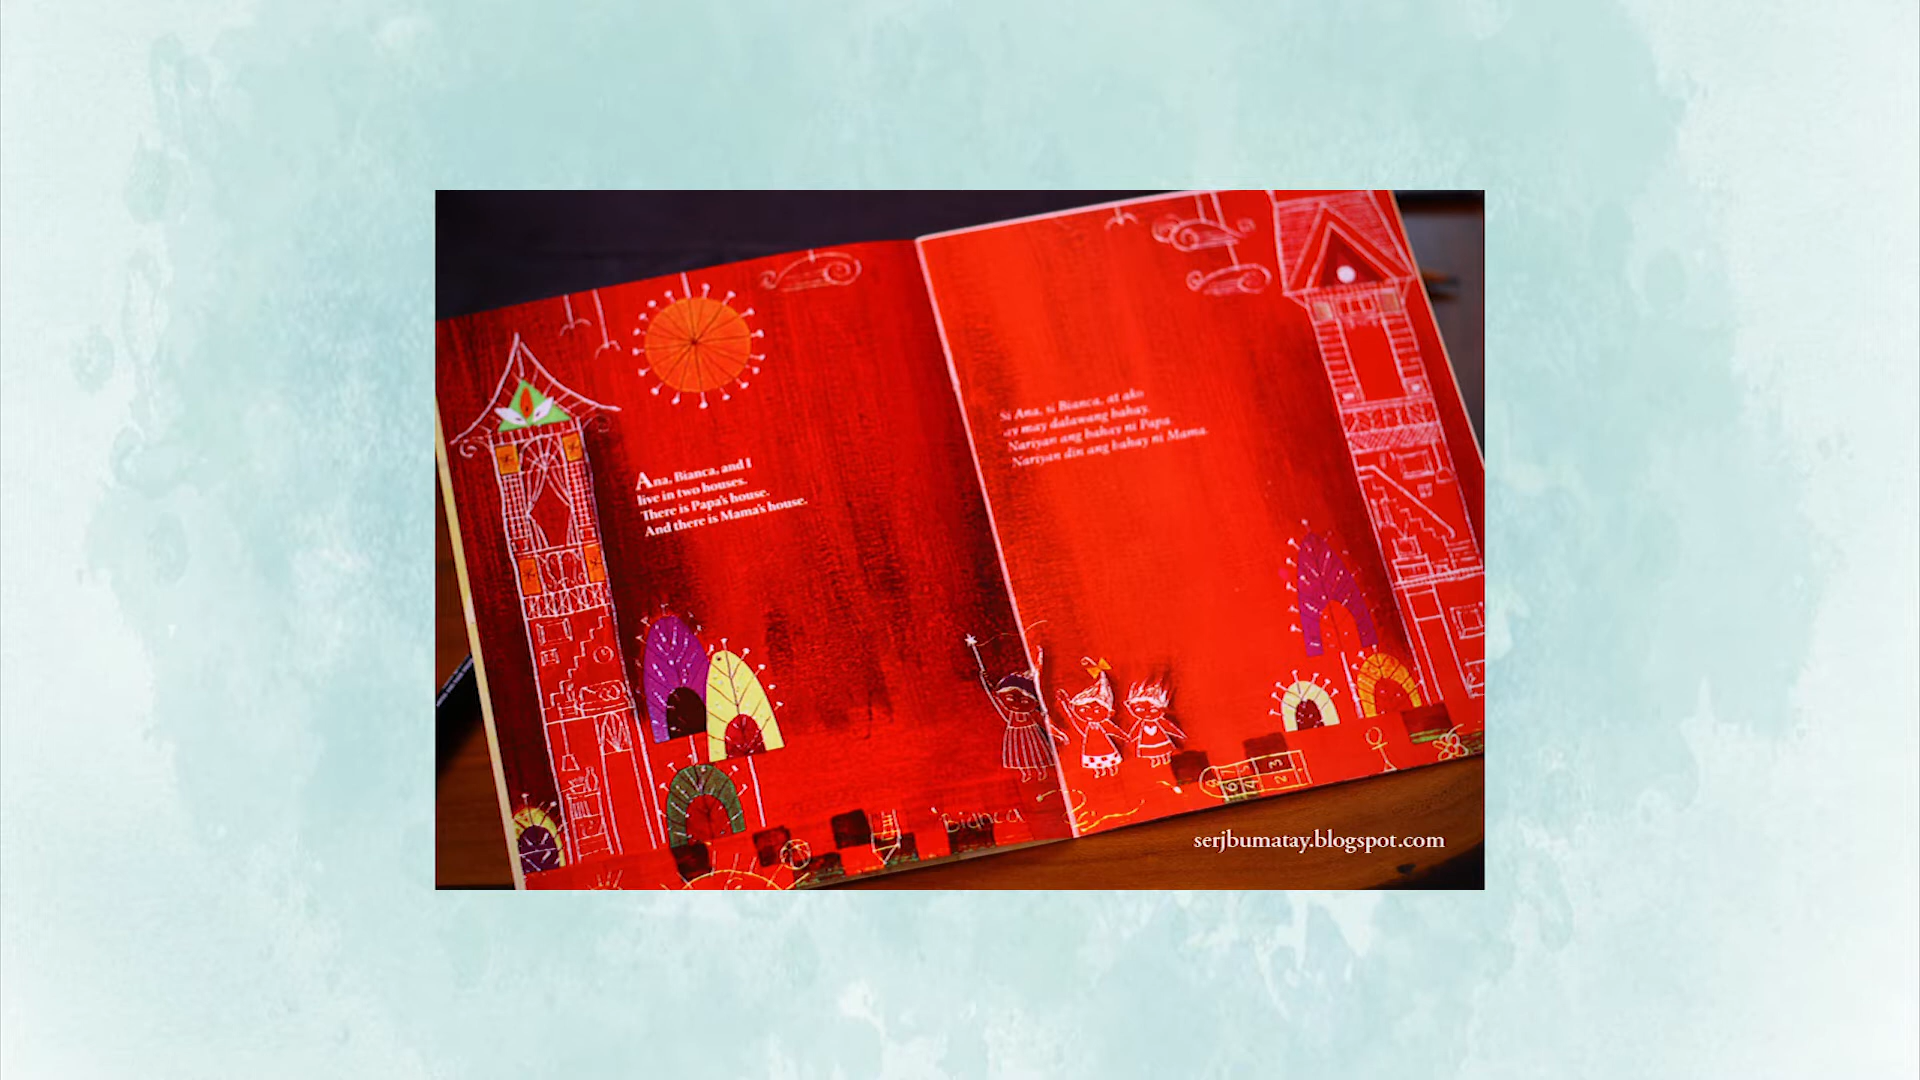 Ana, Bianca, and I
live in two houses.
There is Papa's house.
And there is Mama's house.
Si Ana, si Bianca, at ako
ay may dalawang bahay.
Nariyan ang bahay ni Papa.
Nariyan din ang bahay ni Mama.
Bianca
serjbumatay.blogspot.com